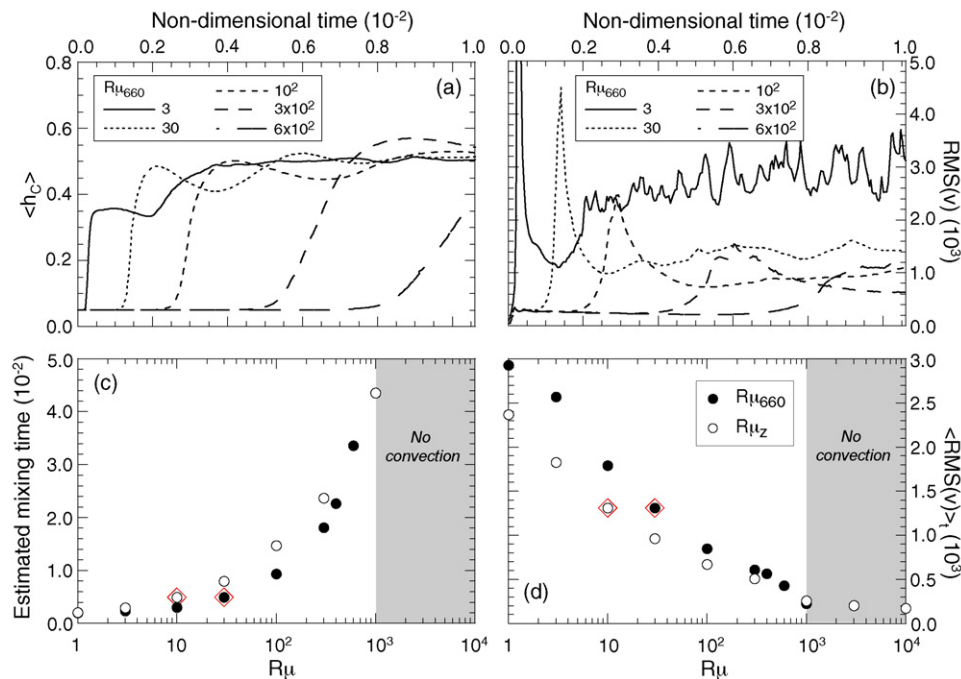 Non-dimensional time (10-2)
0.0 0.2 0.4 0.6 0.8 1.0
Non-dimensional time (10-2)
0.0 0.2 0.4 0.6 0.8 1.0
0.8
0.6
0.4
0.2
0.0
<hC>
Rμ660
3
30
10²
3x10²
6x10²
(a)
Rμ660
3
30
10²
3x10²
6x10²
(b)
5.0
4.0
3.0
2.0
1.0
0.0
RMS(v) (10³)
5.0
4.0
3.0
2.0
1.0
0.0
Estimated mixing time (10-2)
(c)
No
convection
1 10 10² 10³ 10⁴
Rμ
Rμ660
Rμz
No
convection
(d)
3.0
2.5
2.0
1.5
1.0
0.5
0.0
<RMS(v)>t (10³)
1 10 10² 10³ 10⁴
Rμ